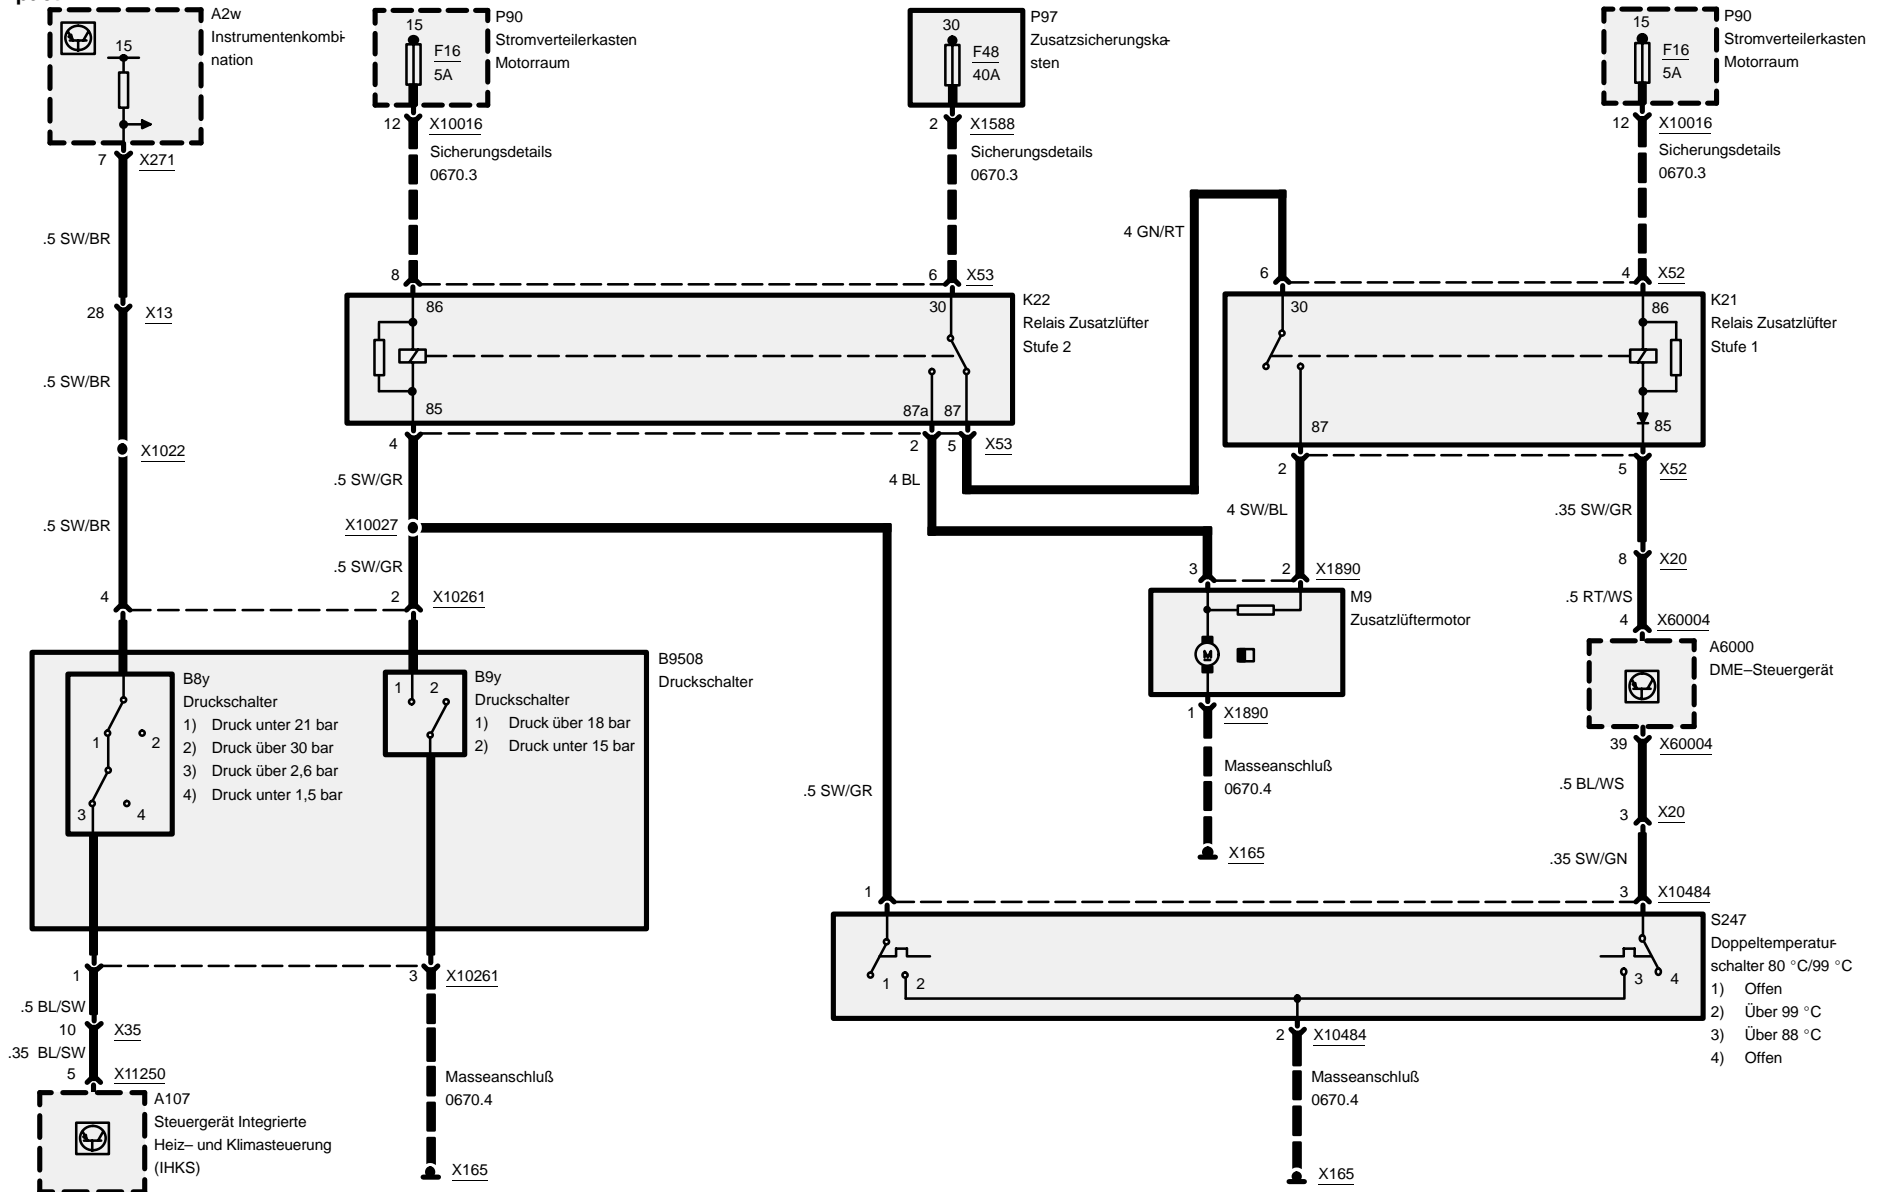 A2w
Instrumentenkombi-
nation
15
7 X271
.5 SW/BR
28 X13
.5 SW/BR
X1022
.5 SW/BR
4
P90
Stromverteilerkasten
Motorraum
15
F16
5A
12 X10016
Sicherungsdetails
0670.3
P97
Zusatzsicherungska-
sten
30
F48
40A
2 X1588
Sicherungsdetails
0670.3
P90
Stromverteilerkasten
Motorraum
15
F16
5A
12 X10016
Sicherungsdetails
0670.3
4 GN/RT
8 6 X53
86 30
K22
Relais Zusatzlüfter
Stufe 2
85 87a 87
4 2 5 X53
6 4 X52
30 86
K21
Relais Zusatzlüfter
Stufe 1
87 85
2 5 X52
.5 SW/GR
4 BL
4 SW/BL
.35 SW/GR
X10027
.5 SW/GR
8 X20
.5 RT/WS
2 X10261
3 2 X1890
M9
Zusatzlüftermotor
M
1 X1890
Masseanschluß
0670.4
X165
4 X60004
A6000
DME–Steuergerät
39 X60004
.5 BL/WS
3 X20
.35 SW/GN
B9508
Druckschalter
B8y
Druckschalter
1) Druck unter 21 bar
2) Druck über 30 bar
3) Druck über 2,6 bar
4) Druck unter 1,5 bar
1 2
3 4
B9y
Druckschalter
1) Druck über 18 bar
2) Druck unter 15 bar
1 2
.5 SW/GR
1 3 X10484
S247
Doppeltemperatur-
schalter 80 °C/99 °C
1) Offen
2) Über 99 °C
3) Über 88 °C
4) Offen
1 2 3 4
2 X10484
Masseanschluß
0670.4
X165
1 3 X10261
.5 BL/SW
10 X35
.35 BL/SW
5 X11250
A107
Steuergerät Integrierte
Heiz– und Klimasteuerung
(IHKS)
Masseanschluß
0670.4
X165